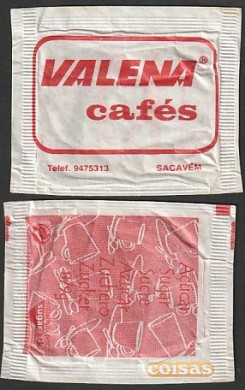 VALENA®
cafés
Telef. 9475313
SACAVÉM
Açúcar
Sugar
Sucre
Azúcar
Zucchero
Zucker
coisas